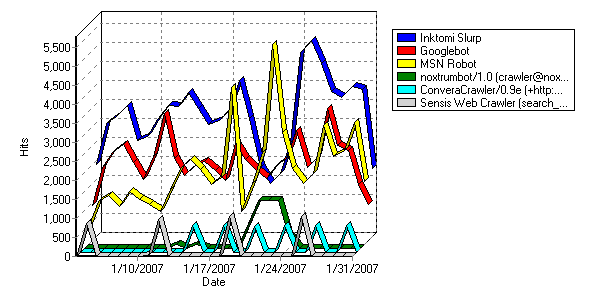 5,500
5,000
4,500
4,000
3,500
3,000
2,500
2,000
1,500
1,000
500
0
Hits
1/10/2007
1/17/2007
1/24/2007
1/31/2007
Date
Inktomi Slurp
Googlebot
MSN Robot
noxtrumbot/1.0 (crawler@nox...
ConveraCrawler/0.9e (+http:...
Sensis Web Crawler (search_...